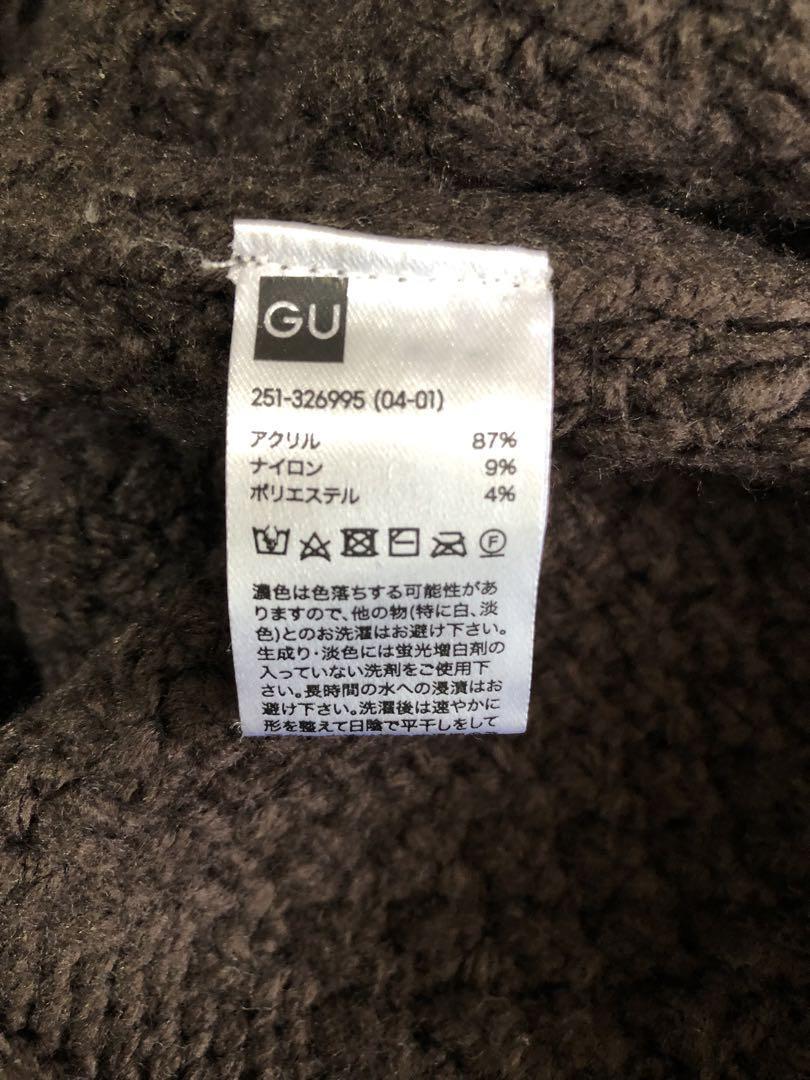 GU
251-326995 (04-01)
アクリル 87%
ナイロン 9%
ポリエステル 4%
F
濃色は色落ちする可能性があ
りますので、他の物(特に白、淡
色)とのお洗濯はお避け下さい。
生成り・淡色には蛍光増白剤の
入っていない洗剤をご使用下
さい。長時間の水への浸漬はお
避け下さい。洗濯後は速やかに
形を整えて日陰で平干しをして